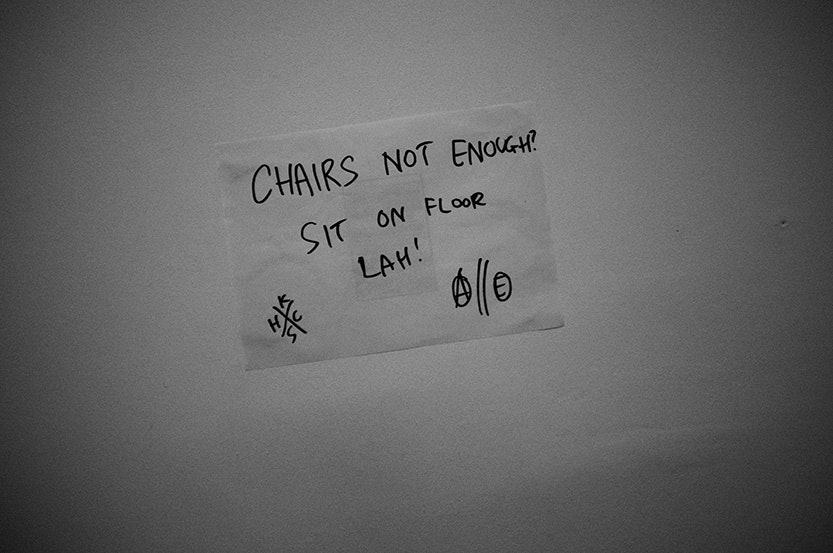 CHAIRS NOT ENOUGH?
SIT ON FLOOR
LAH!
K
H C
S
A//E